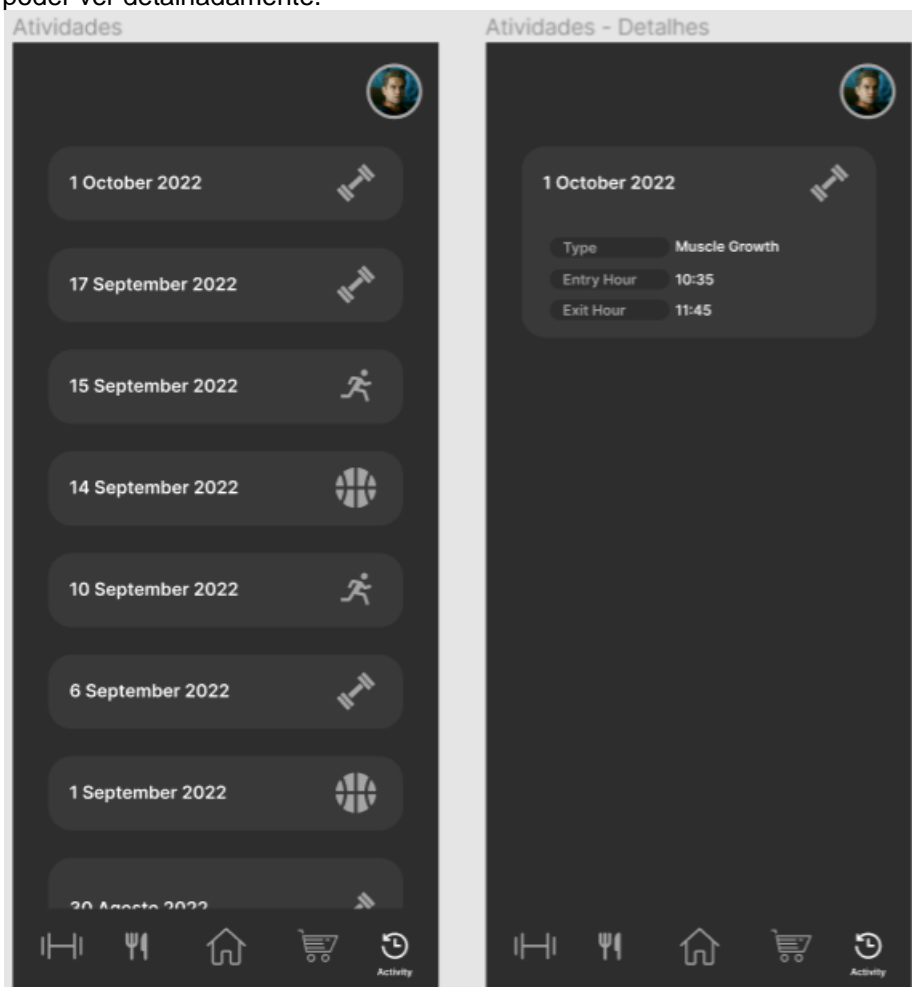 poder ver detalhadamente.
Atividades
1 October 2022
17 September 2022
15 September 2022
14 September 2022
10 September 2022
6 September 2022
1 September 2022
30 Agosto 2022
Activity
Atividades - Detalhes
1 October 2022
Type Muscle Growth
Entry Hour 10:35
Exit Hour 11:45
Activity